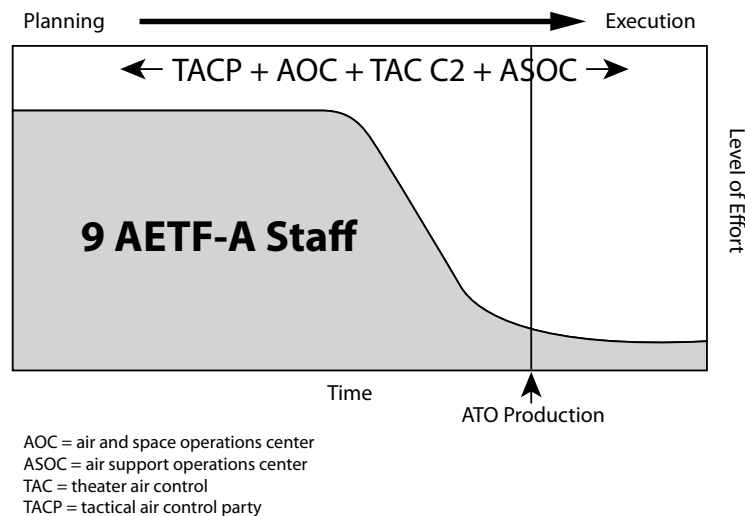 Planning Execution
TACP + AOC + TAC C2 + ASOC
Level of Effort
9 AETF-A Staff
Time
ATO Production
AOC = air and space operations center
ASOC = air support operations center
TAC = theater air control
TACP = tactical air control party